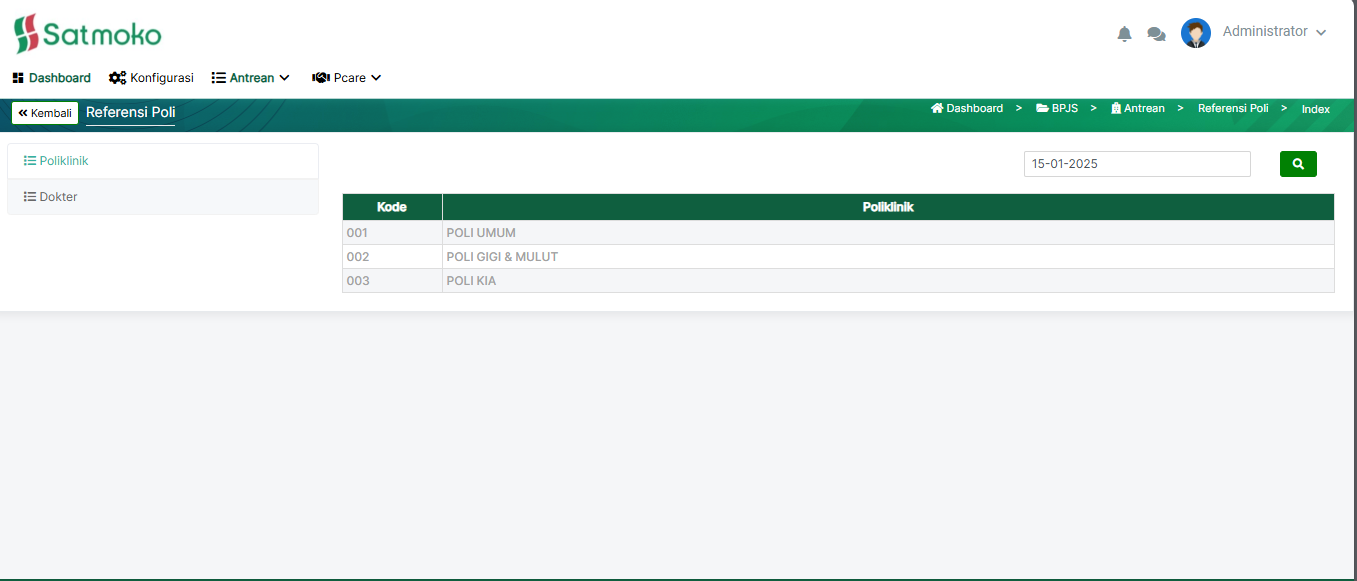 Satmoko
Administrator
Dashboard Konfigurasi Antrean Pcare
Kembali Referensi Poli
Dashboard > BPJS > Antrean > Referensi Poli > Index
Poliklinik
Dokter
15-01-2025
Kode Poliklinik
001 POLI UMUM
002 POLI GIGI & MULUT
003 POLI KIA